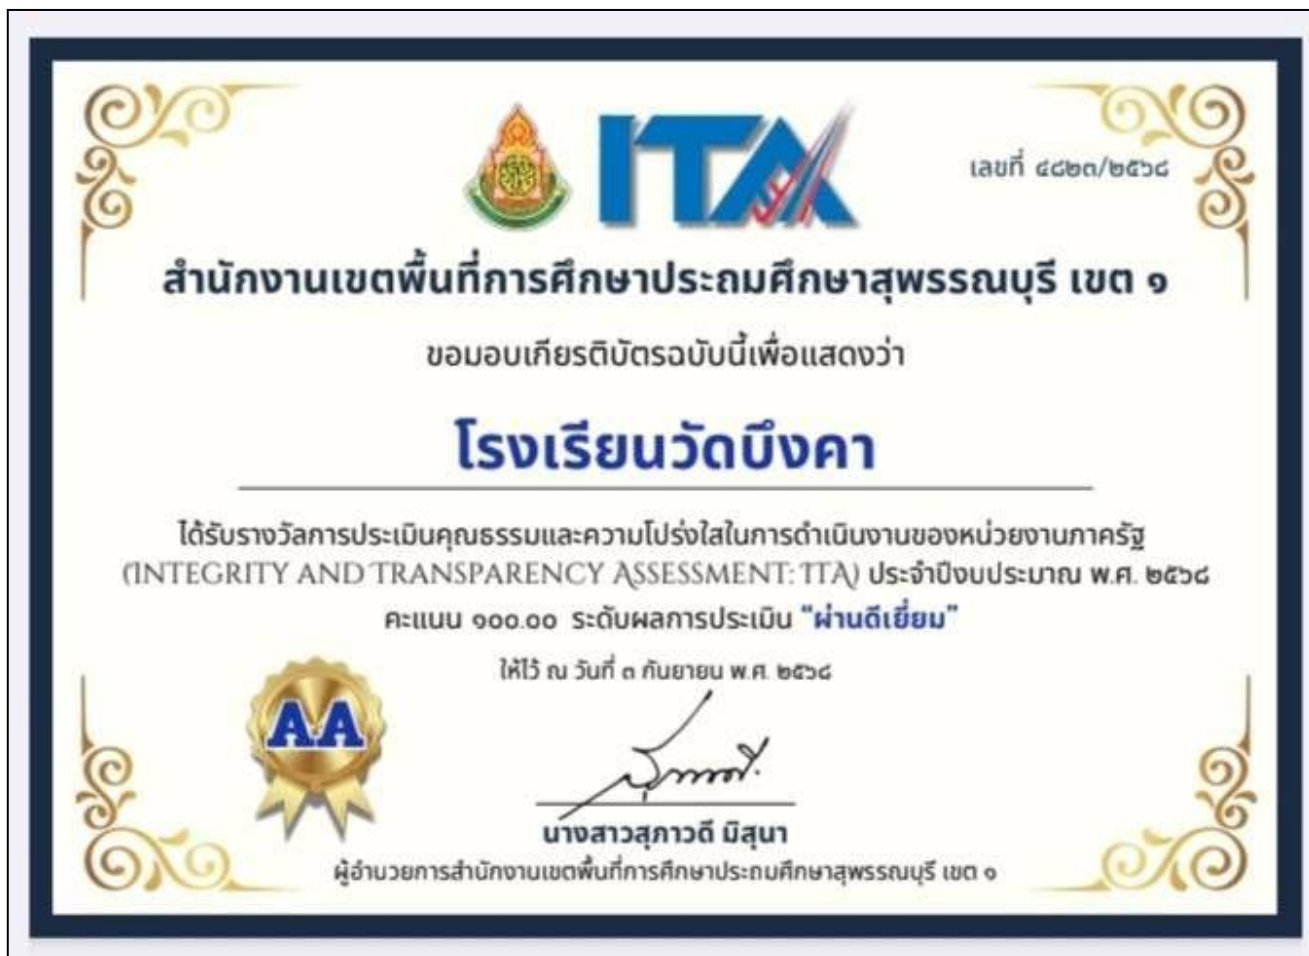 ITA
เลขที่ ๔๘๒๓/๒๕๖๘
สำนักงานเขตพื้นที่การศึกษาประถมศึกษาสุพรรณบุรี เขต ๑
ขอมอบเกียรติบัตรฉบับนี้เพื่อแสดงว่า
โรงเรียนวัดบึงคา
ได้รับรางวัลการประเมินคุณธรรมและความโปร่งใสในการดำเนินงานของหน่วยงานภาครัฐ
(INTEGRITY AND TRANSPARENCY ASSESSMENT: ITA) ประจำปีงบประมาณ พ.ศ. ๒๕๖๘
คะแนน ๑๐๐.๐๐ ระดับผลการประเมิน “ผ่านดีเยี่ยม”
ให้ไว้ ณ วันที่ ๓ กันยายน พ.ศ. ๒๕๖๘
AA
นางสาวสุภาวดี มิสุนา
ผู้อำนวยการสำนักงานเขตพื้นที่การศึกษาประถมศึกษาสุพรรณบุรี เขต ๑